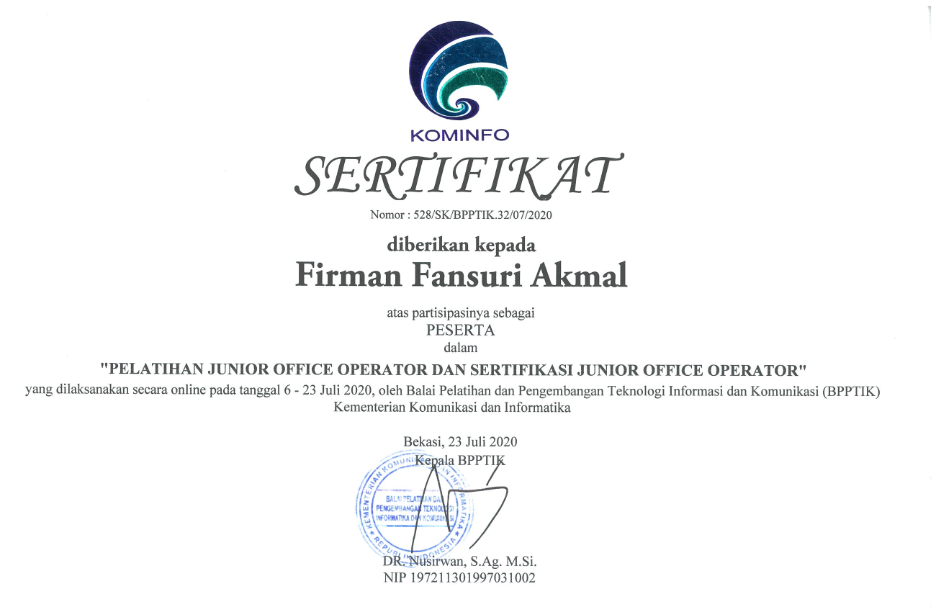 KOMINFO
SERTIFIKAT
Nomor : 528/SK/BPPTIK.32/07/2020
diberikan kepada
Firman Fansuri Akmal
atas partisipasinya sebagai
PESERTA
dalam
"PELATIHAN JUNIOR OFFICE OPERATOR DAN SERTIFIKASI JUNIOR OFFICE OPERATOR"
yang dilaksanakan secara online pada tanggal 6 - 23 Juli 2020, oleh Balai Pelatihan dan Pengembangan Teknologi Informasi dan Komunikasi (BPPTIK)
Kementerian Komunikasi dan Informatika
Bekasi, 23 Juli 2020
Kepala BPPTIK
KEMENTERIAN KOMUNIKASI DAN INFORMATIKA
BALAI PELATIHAN DAN
PENGEMBANGAN TEKNOLOGI
INFORMATIKA DAN KOMUNIKASI
REPUBLIK INDONESIA
DR. Nusirwan, S.Ag. M.Si.
NIP 197211301997031002